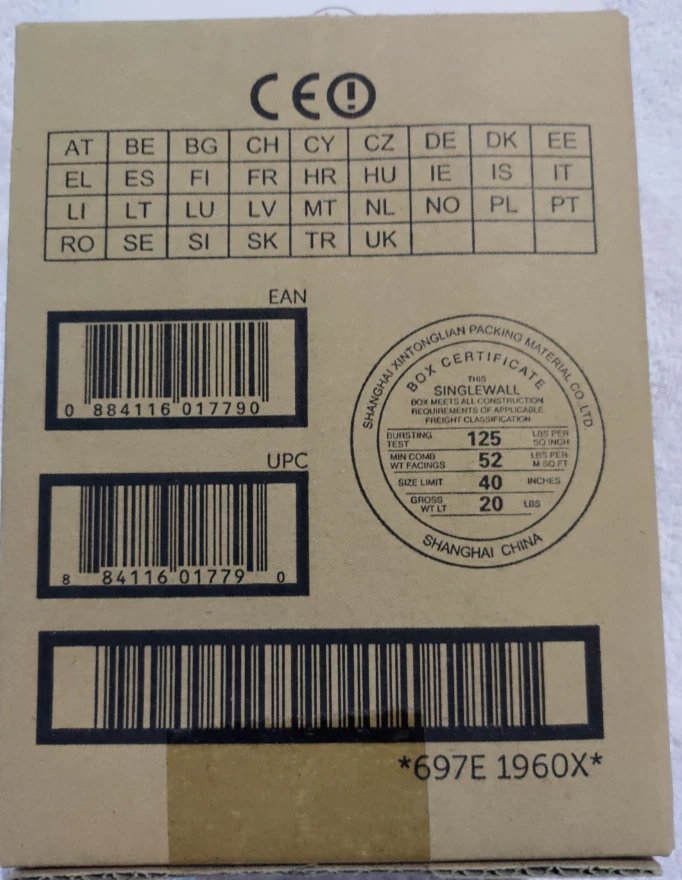 CE
AT BE BG CH CY CZ DE DK EE
EL ES FI FR HR HU IE IS IT
LI LT LU LV MT NL NO PL PT
RO SE SI SK TR UK
EAN
0 884116 017790
UPC
8 84116 01779 0
SHANGHAI XINTONGLIAN PACKING MATERIAL CO.,LTD.
BOX CERTIFICATE
THIS
SINGLEWALL
BOX MEETS ALL CONSTRUCTION
REQUIREMENTS OF APPLICABLE
FREIGHT CLASSIFICATION
BURSTING TEST 125 LBS PER SQ INCH
MIN COMB WT FACINGS 52 LBS PER M SQ FT
SIZE LIMIT 40 INCHES
GROSS WT LT 20 LBS
SHANGHAI CHINA
*697E 1960X*